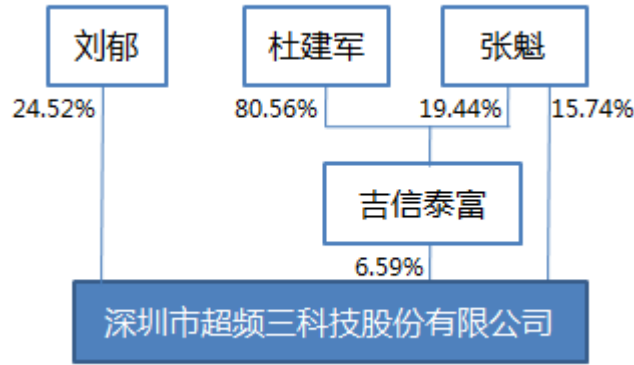 刘郁 杜建军 张魁
24.52% 80.56% 19.44% 15.74%
吉信泰富
6.59%
深圳市超频三科技股份有限公司